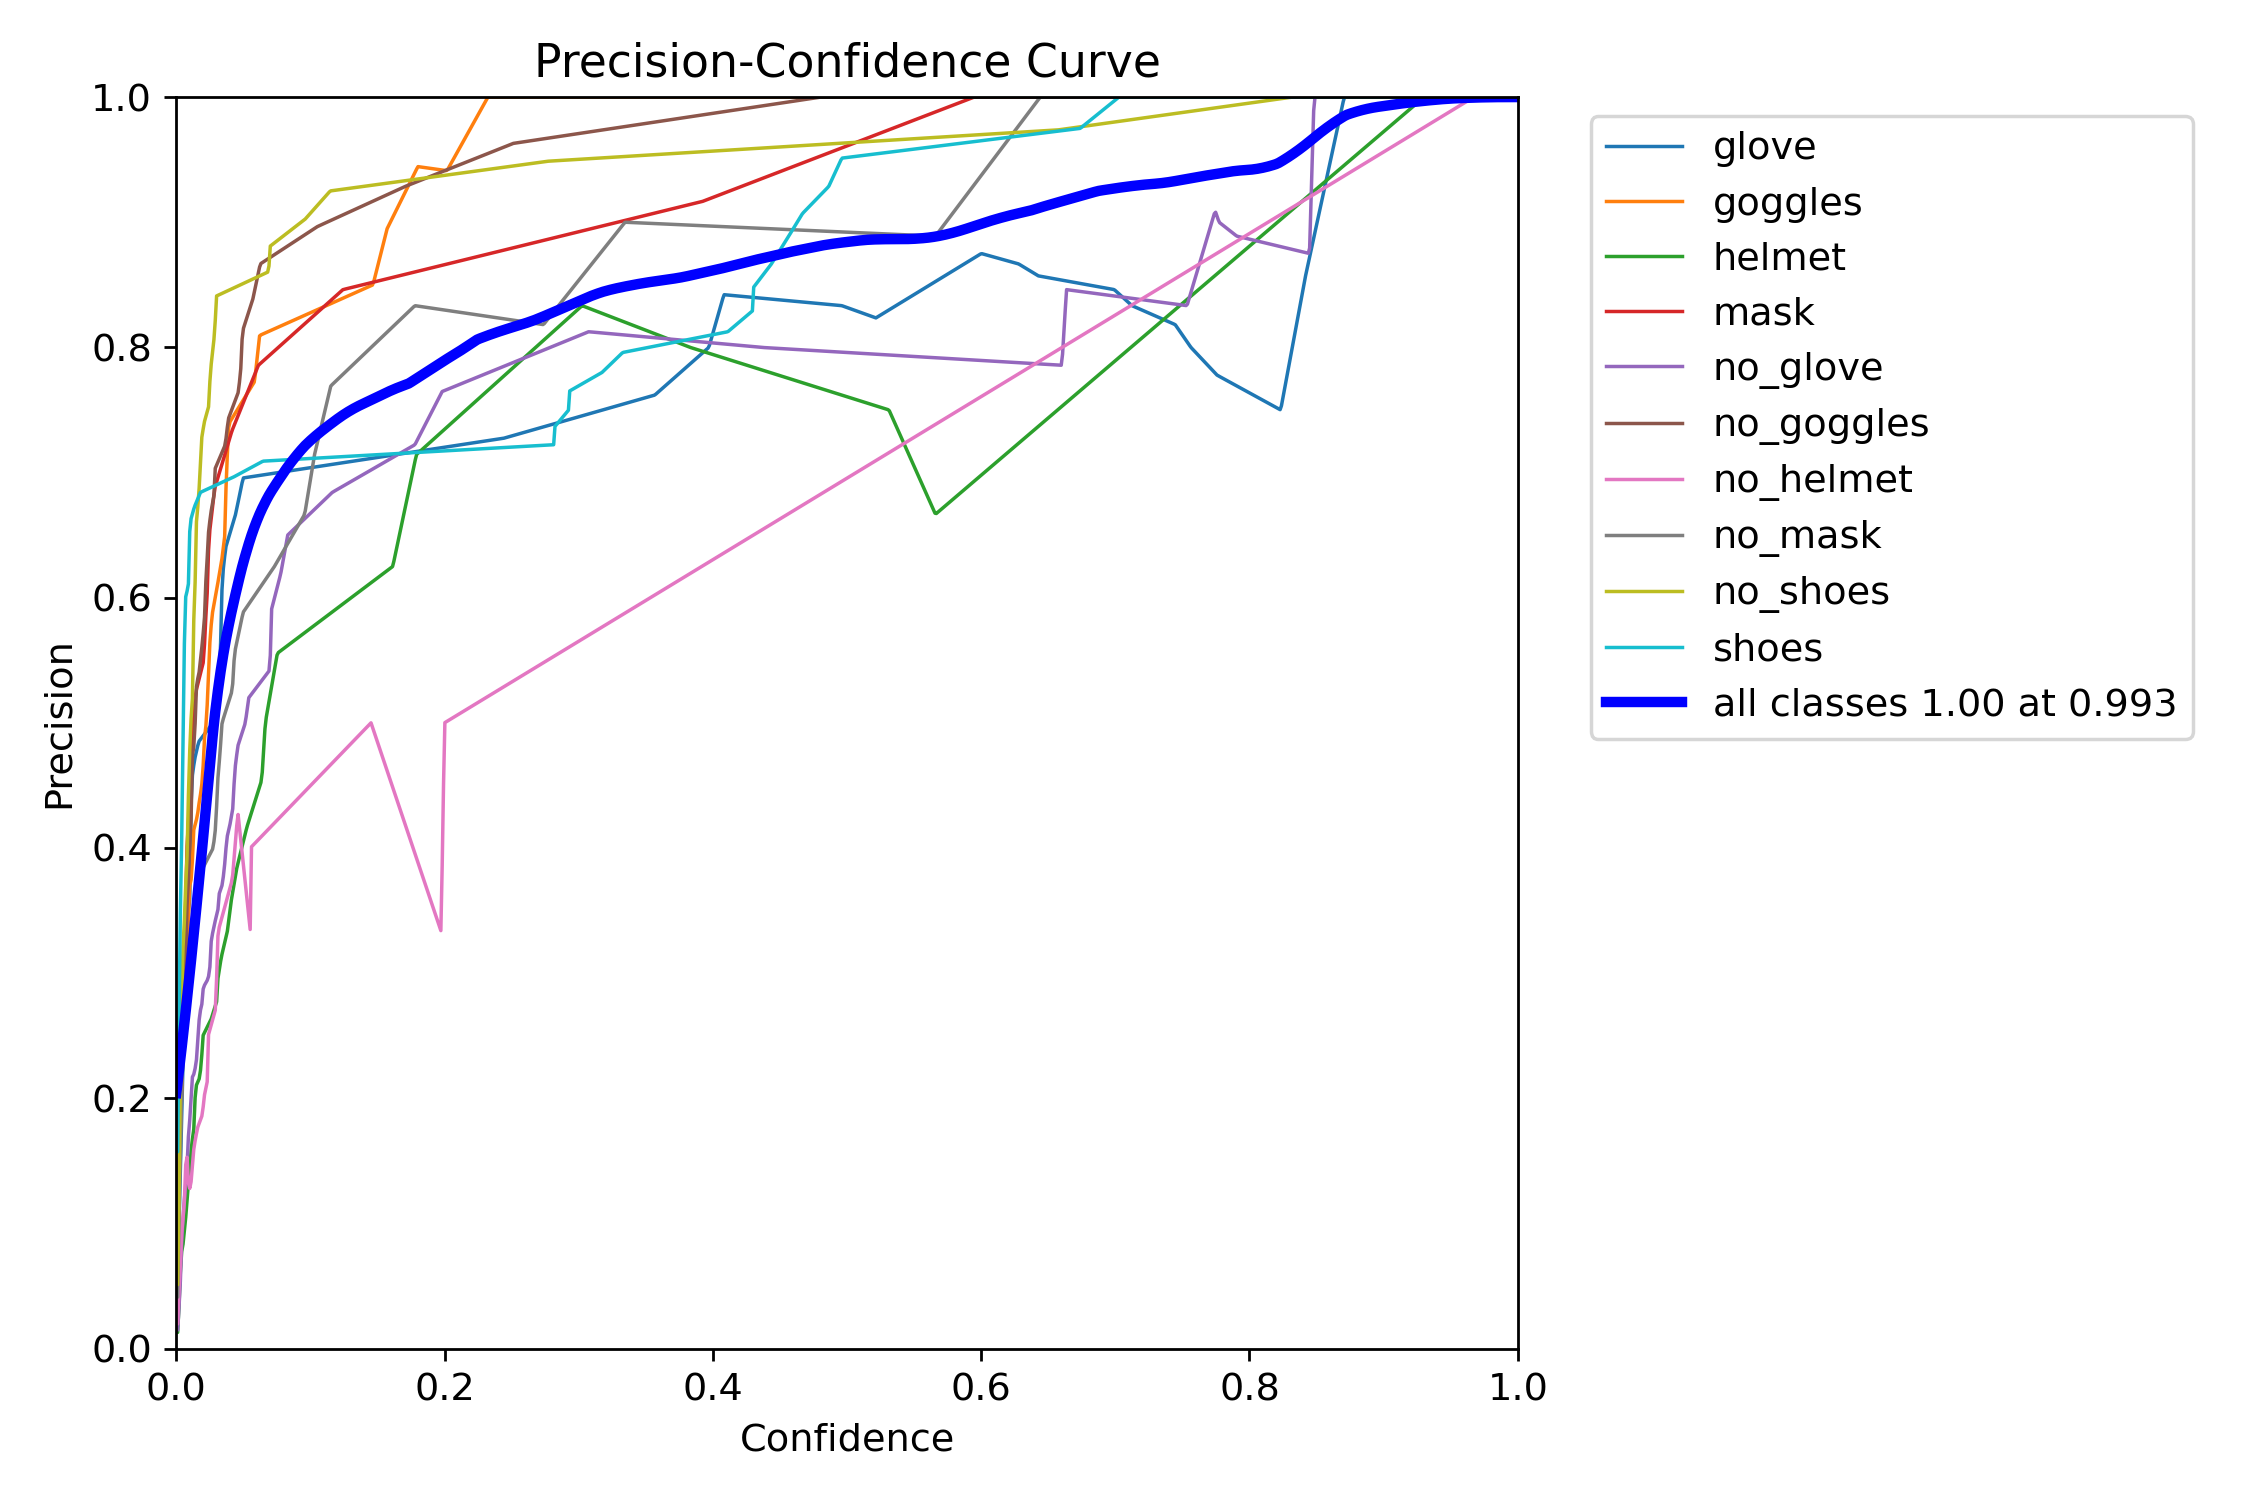 Precision-Confidence Curve
1.0
0.8
0.6
0.4
0.2
0.0
Precision
0.0 0.2 0.4 0.6 0.8 1.0
Confidence
glove
goggles
helmet
mask
no_glove
no_goggles
no_helmet
no_mask
no_shoes
shoes
all classes 1.00 at 0.993